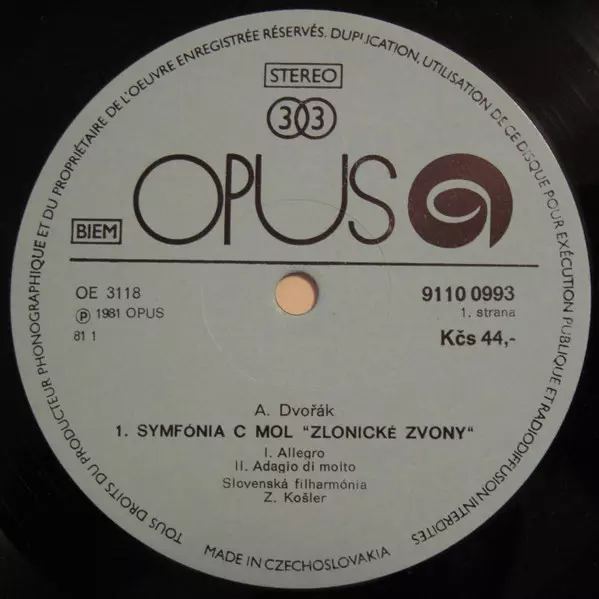 TOUS DROITS DU PRODUCTEUR PHONOGRAPHIQUE ET DU PROPRIÉTAIRE DE L'OEUVRE ENREGISTRÉE RÉSERVÉS. DUPLICATION, UTILISATION DE CE DISQUE POUR EXÉCUTION PUBLIQUE ET RADIODIFFUSION INTERDITES
STEREO
33
OPUS
BIEM
OE 3118
Ⓟ 1981 OPUS
81 1
9110 0993
1. strana
Kčs 44,-
A. Dvořák
1. SYMFÓNIA C MOL "ZLONICKÉ ZVONY"
I. Allegro
II. Adagio di molto
Slovenská filharmónia
Z. Košler
MADE IN CZECHOSLOVAKIA